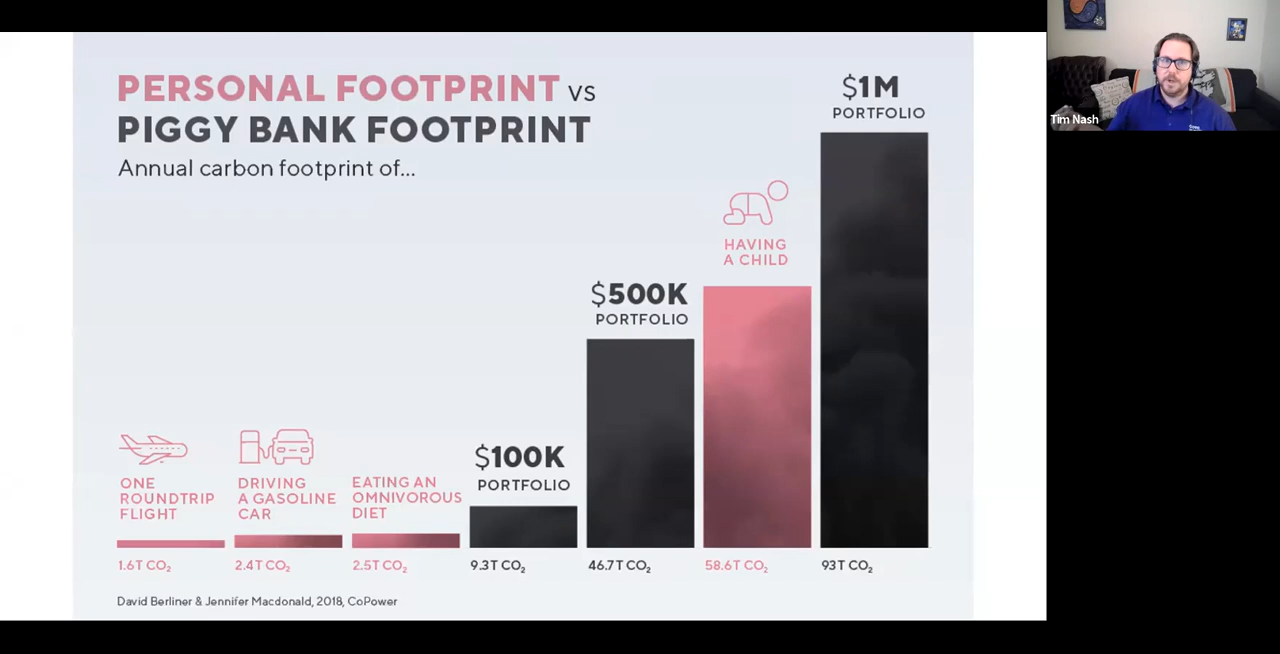 PERSONAL FOOTPRINT VS
PIGGY BANK FOOTPRINT
Annual carbon footprint of...
ONE
ROUNDTRIP
FLIGHT
1.6T CO₂
DRIVING
A GASOLINE
CAR
2.4T CO₂
EATING AN
OMNIVOROUS
DIET
2.5T CO₂
$100K
PORTFOLIO
9.3T CO₂
$500K
PORTFOLIO
46.7T CO₂
HAVING
A CHILD
58.6T CO₂
$1M
PORTFOLIO
93T CO₂
David Berliner & Jennifer Macdonald, 2018, CoPower
Tim Nash